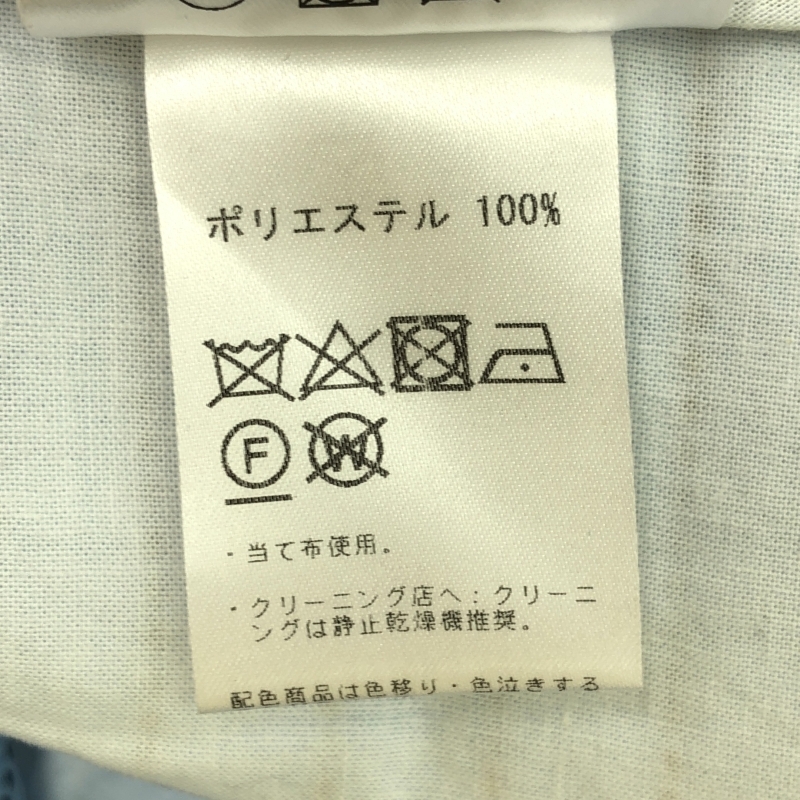 ポリエステル 100%
F W
・当て布使用。
・クリーニング店へ:クリーニ
ングは静止乾燥機推奨。
配色商品は色移り・色泣きする